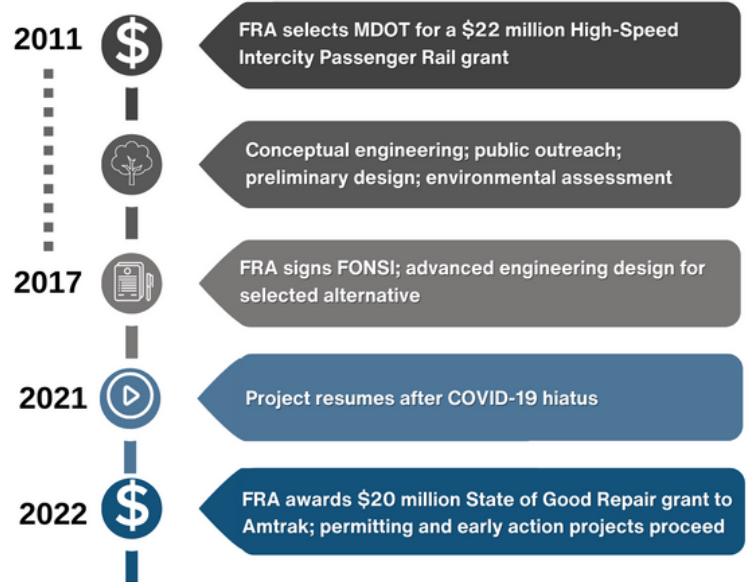 2011
FRA selects MDOT for a $22 million High-Speed
Intercity Passenger Rail grant
Conceptual engineering; public outreach;
preliminary design; environmental assessment
2017
FRA signs FONSI; advanced engineering design for
selected alternative
2021
Project resumes after COVID-19 hiatus
2022
FRA awards $20 million State of Good Repair grant to
Amtrak; permitting and early action projects proceed